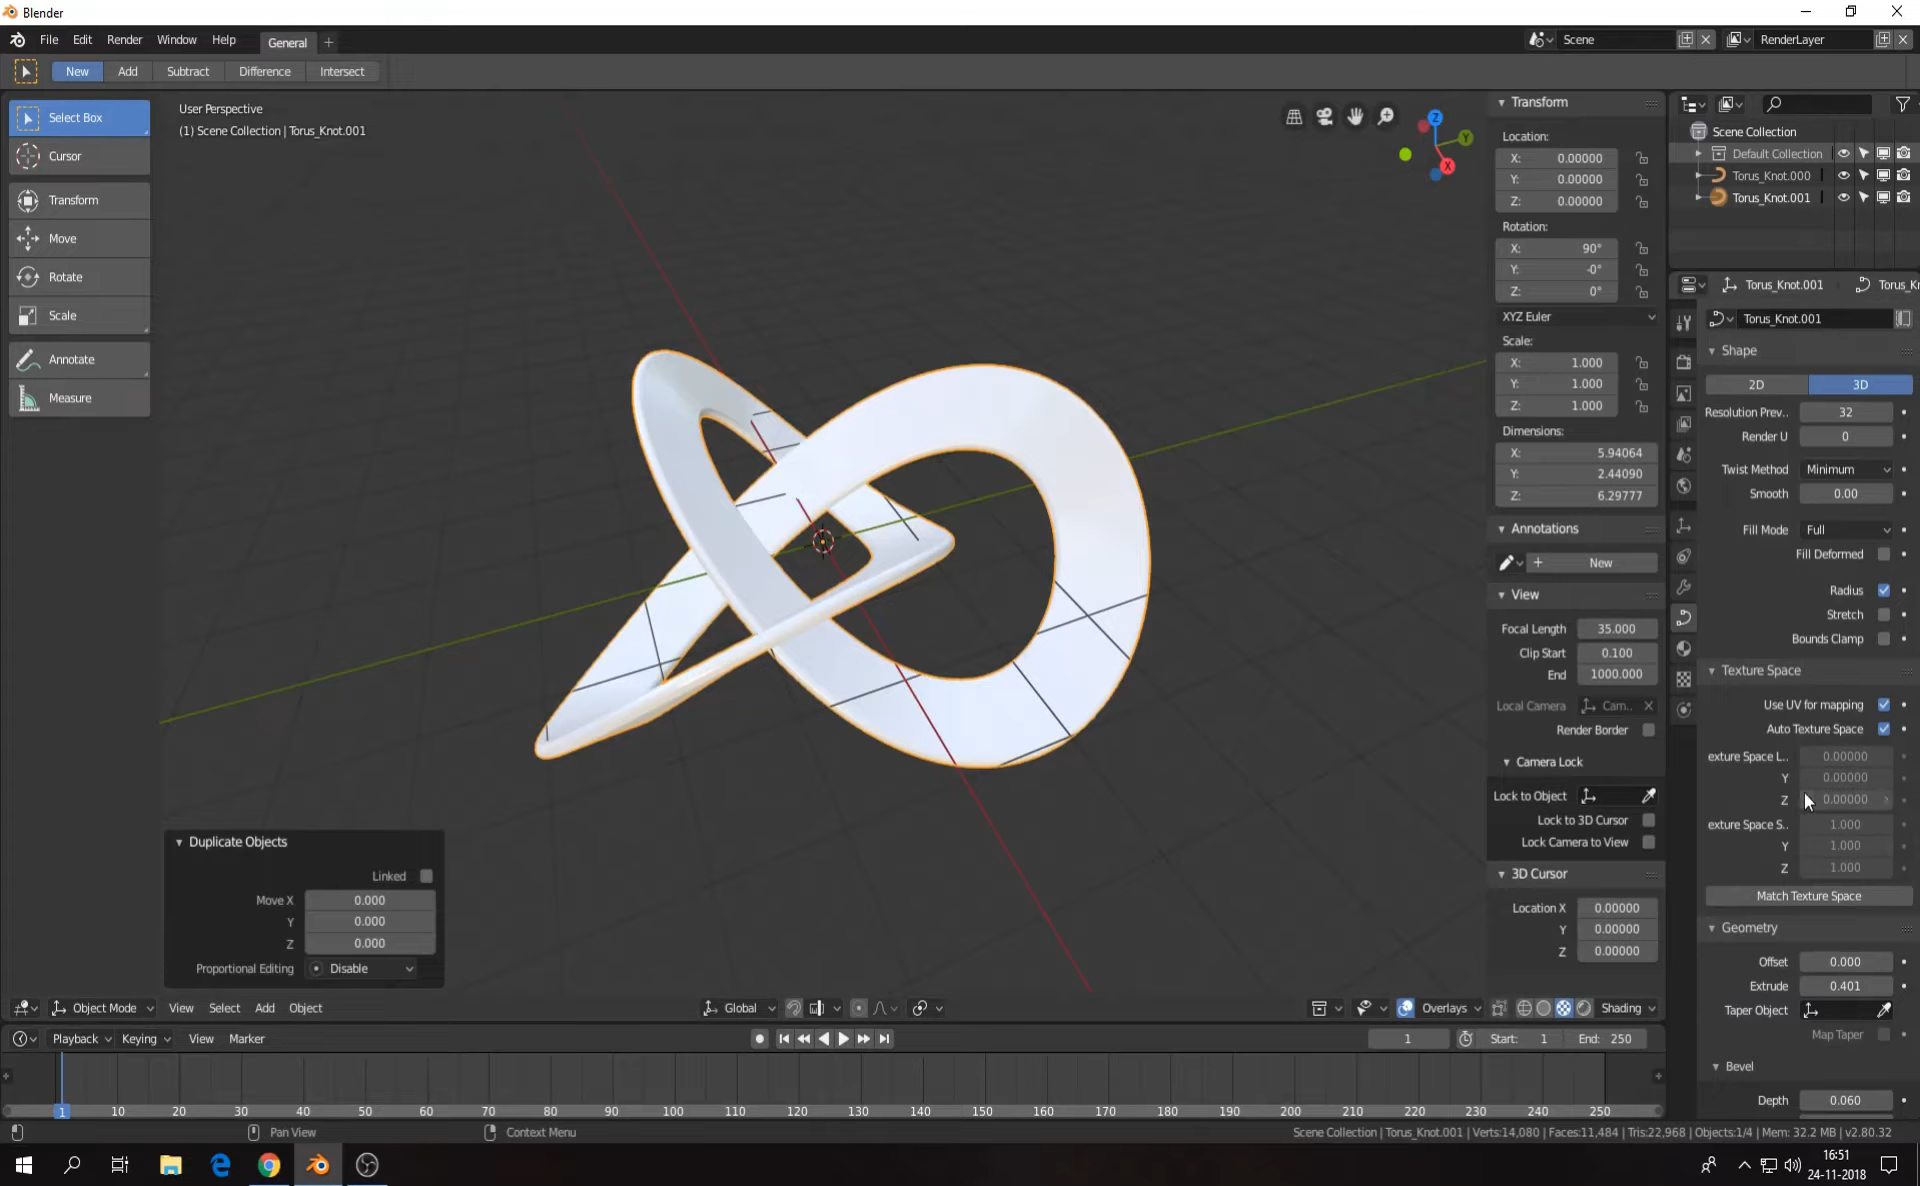 Blender
File Edit Render Window Help General + Scene RenderLayer
New Add Subtract Difference Intersect
Select Box
Cursor
Transform
Move
Rotate
Scale
Annotate
Measure
User Perspective
(1) Scene Collection | Torus_Knot.001
Z
Y
X
Duplicate Objects
Linked
Move X 0.000
Y 0.000
Z 0.000
Proportional Editing Disable
Transform
Location:
X: 0.00000
Y: 0.00000
Z: 0.00000
Rotation:
X: 90°
Y: -0°
Z: 0°
XYZ Euler
Scale:
X: 1.000
Y: 1.000
Z: 1.000
Dimensions:
X: 5.94064
Y: 2.44090
Z: 6.29777
Annotations
+ New
View
Focal Length 35.000
Clip Start 0.100
End 1000.000
Local Camera Cam..
Render Border
Camera Lock
Lock to Object
Lock to 3D Cursor
Lock Camera to View
3D Cursor
Location X 0.00000
Y 0.00000
Z 0.00000
Scene Collection
Default Collection
Torus_Knot.000
Torus_Knot.001
Torus_Knot.001 Torus_Kr
Torus_Knot.001
Shape
2D 3D
Resolution Prev.. 32
Render U 0
Twist Method Minimum
Smooth 0.00
Fill Mode Full
Fill Deformed
Radius
Stretch
Bounds Clamp
Texture Space
Use UV for mapping
Auto Texture Space
exture Space L.. 0.00000
Y 0.00000
Z 0.00000
exture Space S.. 1.000
Y 1.000
Z 1.000
Match Texture Space
Geometry
Offset 0.000
Extrude 0.401
Taper Object
Map Taper
Bevel
Depth 0.060
Object Mode View Select Add Object Global Overlays Shading
Playback Keying View Marker 1 Start: 1 End: 250
1 10 20 30 40 50 60 70 80 90 100 110 120 130 140 150 160 170 180 190 200 210 220 230 240 250
Pan View Context Menu Scene Collection | Torus_Knot.001 | Verts:14,080 | Faces:11,484 | Tris:22,968 | Objects:1/4 | Mem: 32.2 MB | v2.80.32
16:51
24-11-2018